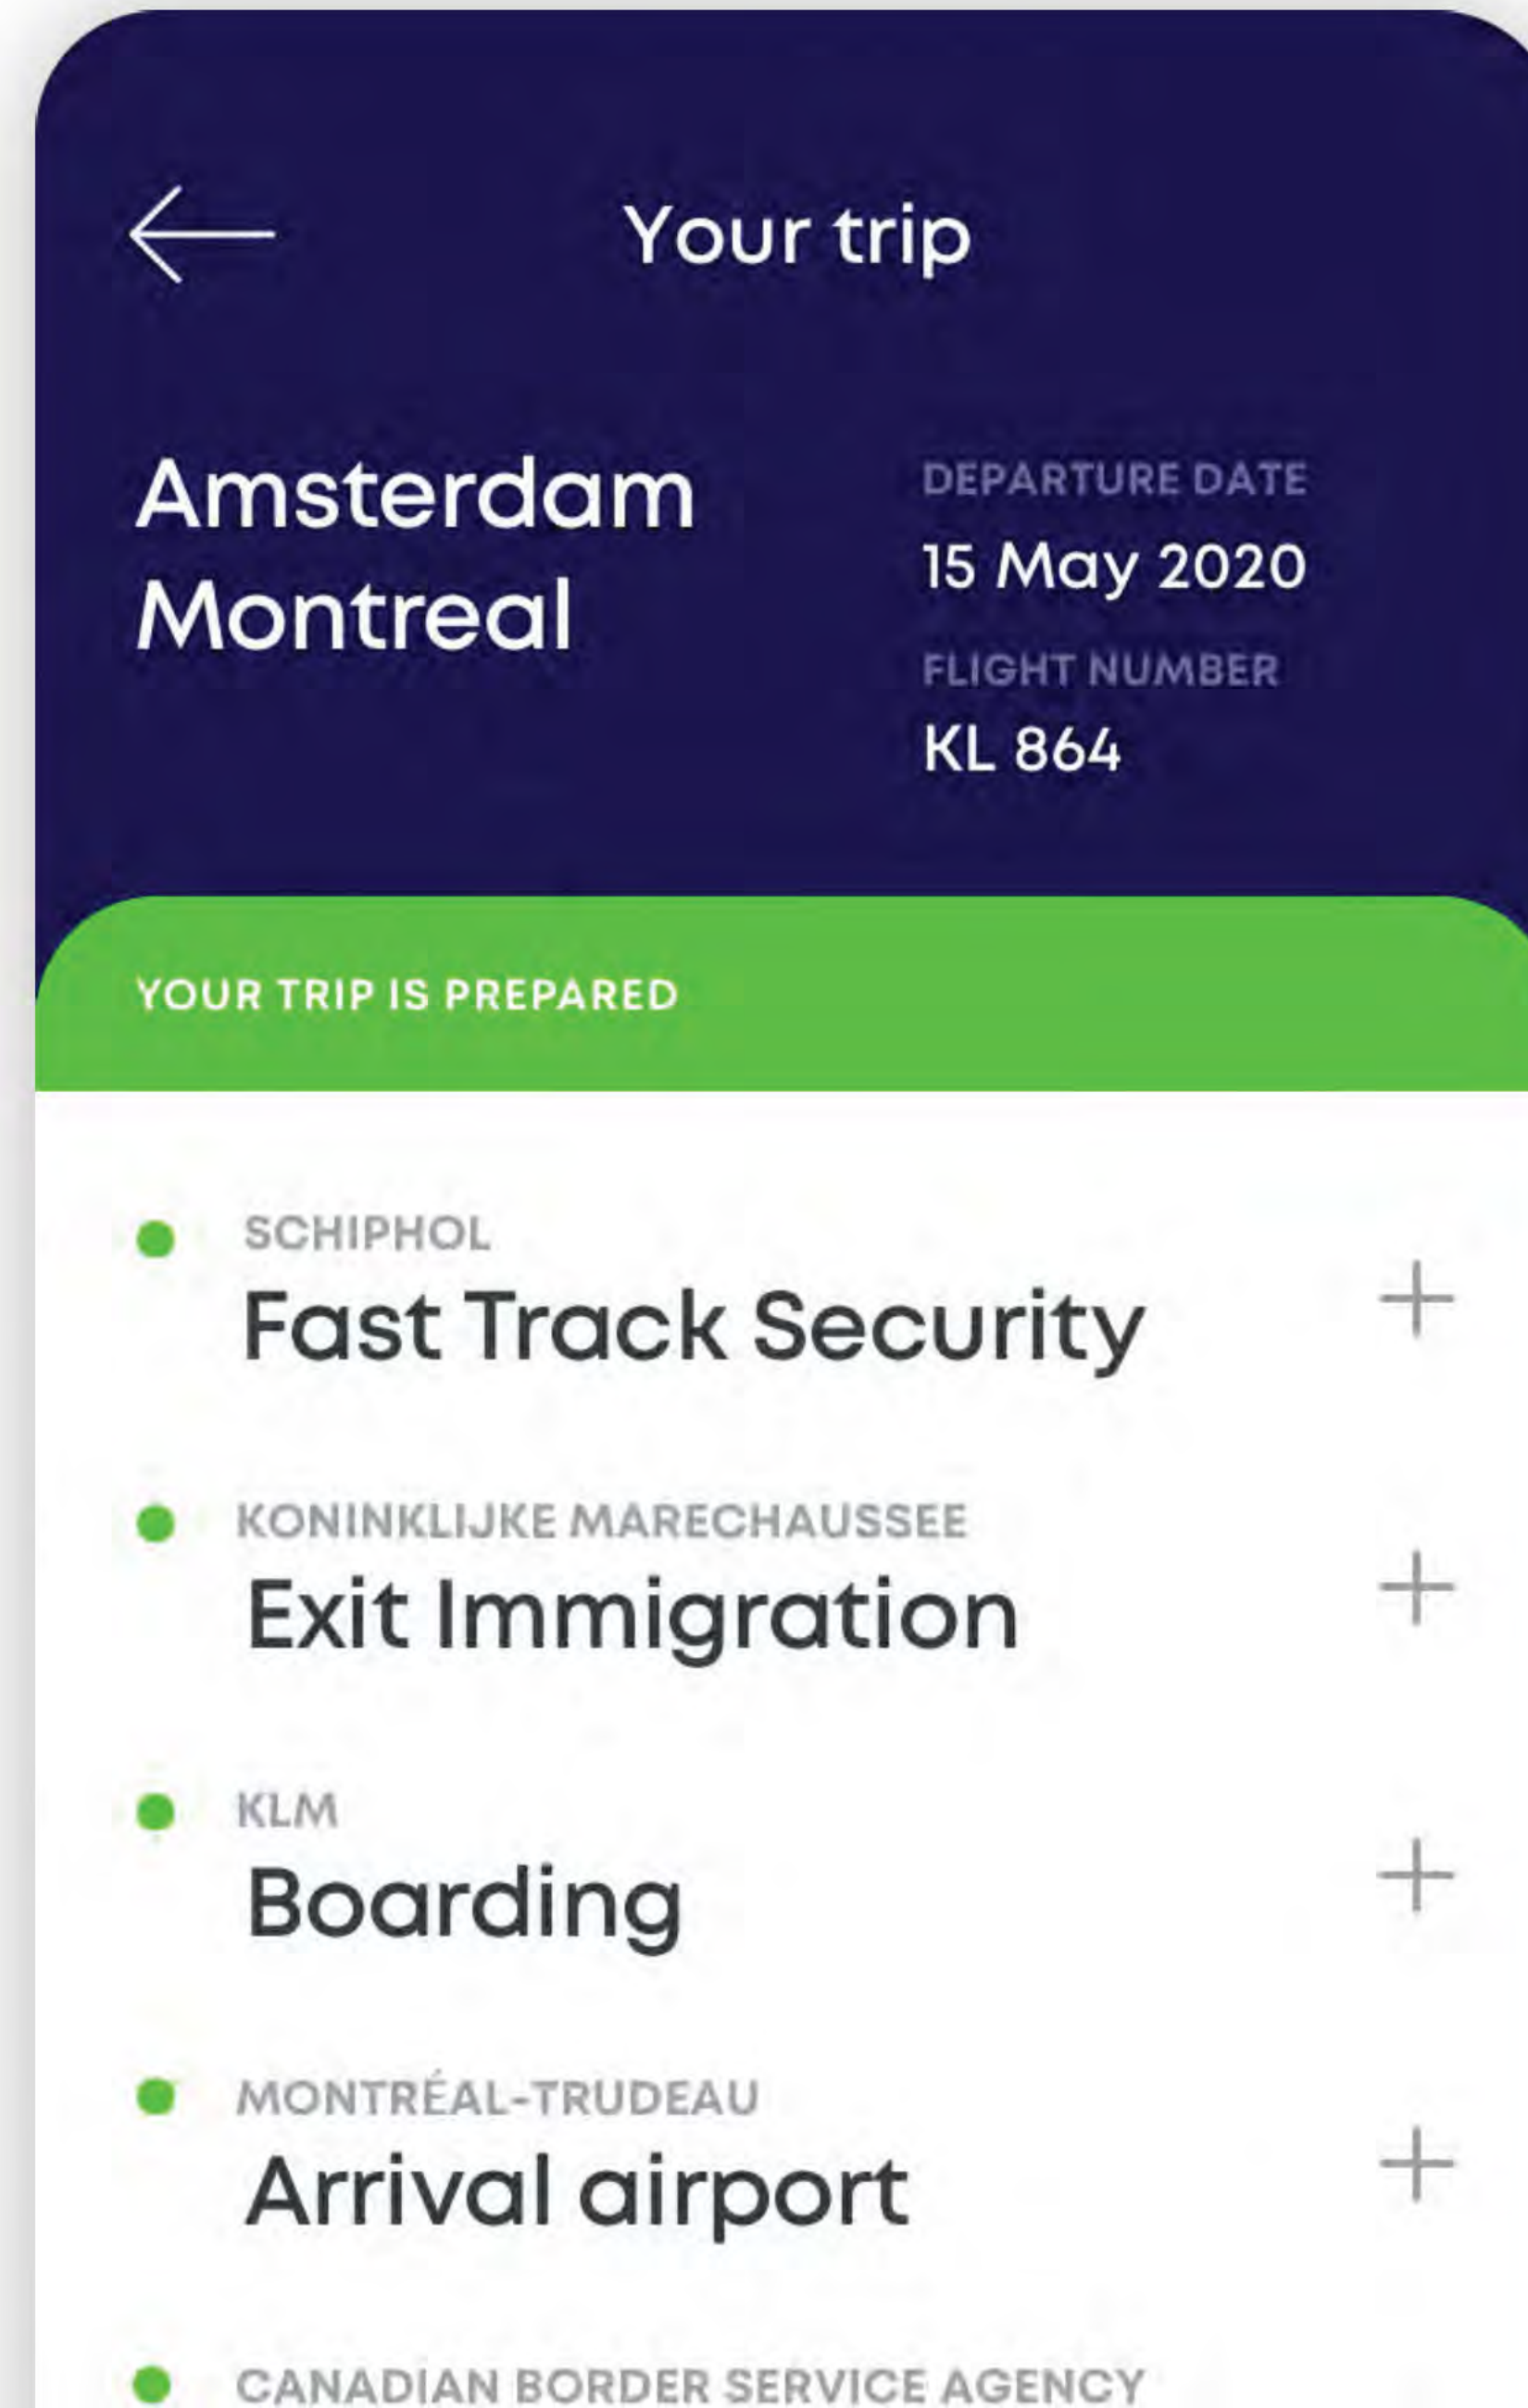 Your trip
Amsterdam
Montreal
DEPARTURE DATE
15 May 2020
FLIGHT NUMBER
KL 864
YOUR TRIP IS PREPARED
SCHIPHOL
Fast Track Security
KONINKLIJKE MARECHAUSSEE
Exit Immigration
KLM
Boarding
MONTRÉAL-TRUDEAU
Arrival airport
CANADIAN BORDER SERVICE AGENCY